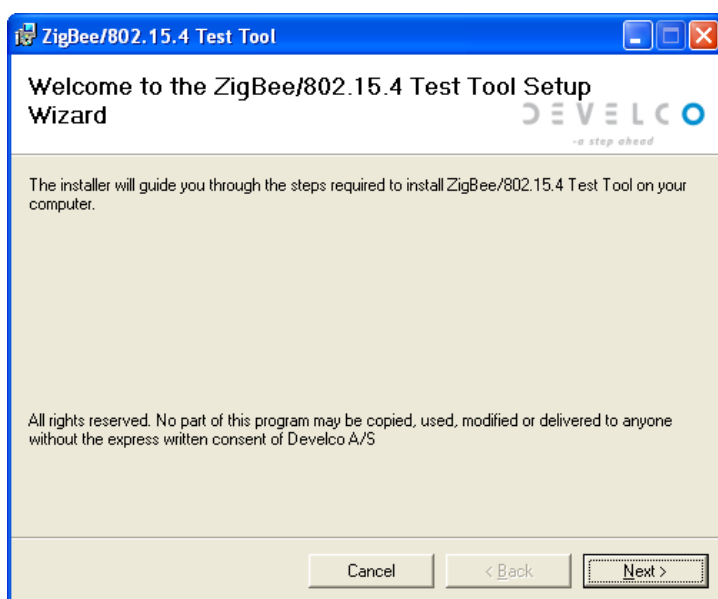 ZigBee/802.15.4 Test Tool
Welcome to the ZigBee/802.15.4 Test Tool Setup
Wizard
DEVELCO
-a step ahead
The installer will guide you through the steps required to install ZigBee/802.15.4 Test Tool on your
computer.
All rights reserved. No part of this program may be copied, used, modified or delivered to anyone
without the express written consent of Develco A/S
Cancel
< Back
Next >